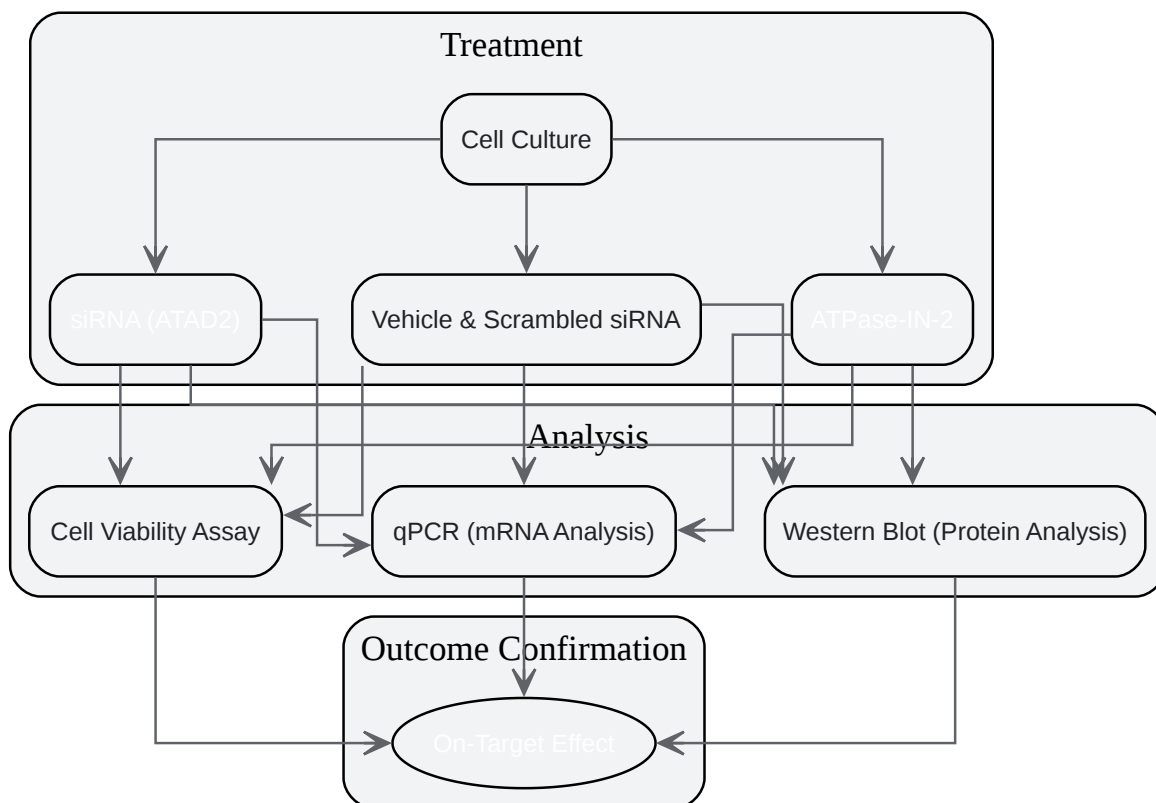 Treatment
Cell Culture
siRNA (ATAD2)
Vehicle & Scrambled siRNA
ATPase-IN-2
Analysis
Cell Viability Assay
qPCR (mRNA Analysis)
Western Blot (Protein Analysis)
Outcome Confirmation
On-Target Effect